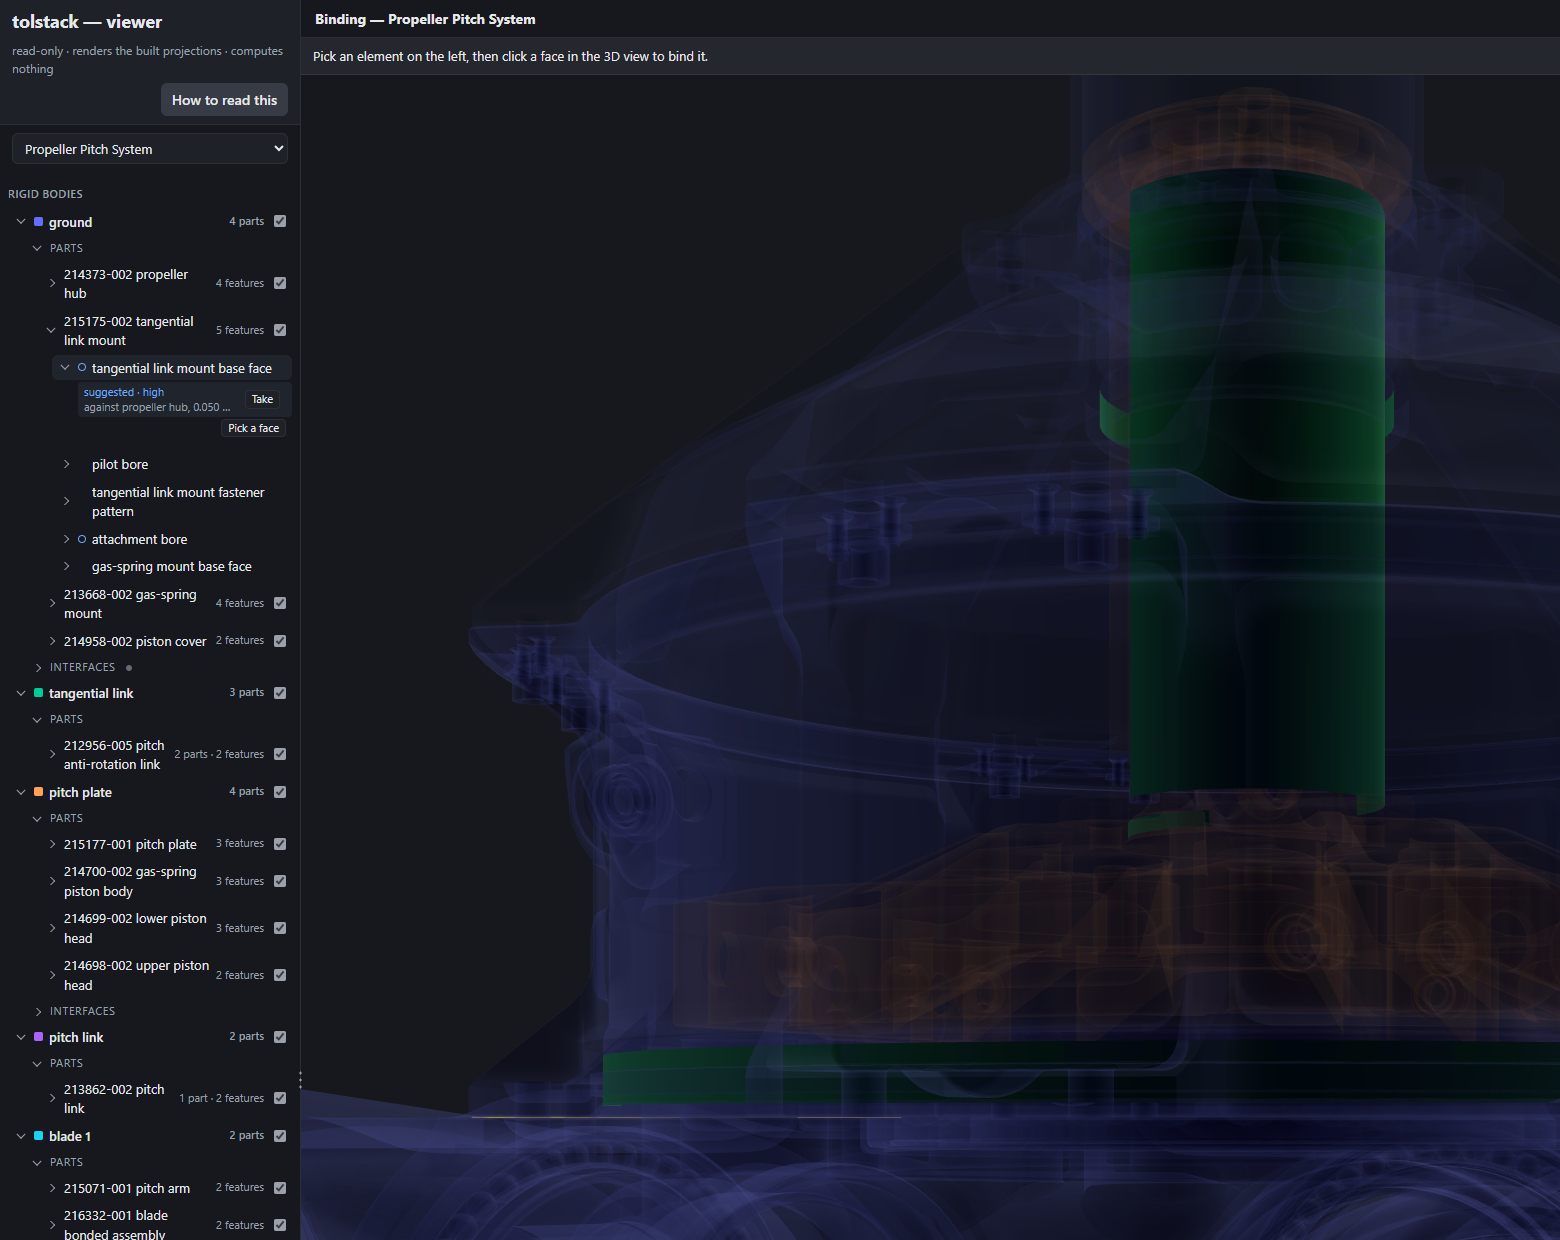 tolstack — viewer
read-only · renders the built projections · computes
nothing
How to read this
Propeller Pitch System
RIGID BODIES
ground 4 parts
PARTS
214373-002 propeller
hub
4 features
215175-002 tangential
link mount
5 features
tangential link mount base face
suggested · high
against propeller hub, 0.050 ...
Take
Pick a face
pilot bore
tangential link mount fastener
pattern
attachment bore
gas-spring mount base face
213668-002 gas-spring
mount
4 features
214958-002 piston cover 2 features
INTERFACES
tangential link 3 parts
PARTS
212956-005 pitch
anti-rotation link
2 parts · 2 features
pitch plate 4 parts
PARTS
215177-001 pitch plate 3 features
214700-002 gas-spring
piston body
3 features
214699-002 lower piston
head
3 features
214698-002 upper piston
head
2 features
INTERFACES
pitch link 2 parts
PARTS
213862-002 pitch
link
1 part · 2 features
blade 1 2 parts
PARTS
215071-001 pitch arm 2 features
216332-001 blade
bonded assembly
2 features
Binding — Propeller Pitch System
Pick an element on the left, then click a face in the 3D view to bind it.